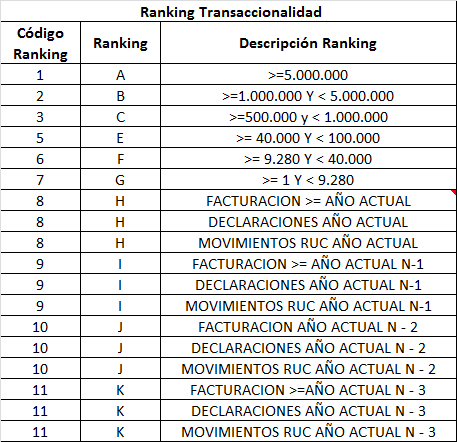 Ranking Transaccionalidad
Código Ranking Ranking Descripción Ranking
1 A >=5.000.000
2 B >=1.000.000 Y < 5.000.000
3 C >=500.000 y < 1.000.000
5 E >= 40.000 Y < 100.000
6 F >= 9.280 Y < 40.000
7 G >= 1 Y < 9.280
8 H FACTURACION >= AÑO ACTUAL
8 H DECLARACIONES AÑO ACTUAL
8 H MOVIMIENTOS RUC AÑO ACTUAL
9 I FACTURACION >= AÑO ACTUAL N-1
9 I DECLARACIONES AÑO ACTUAL N-1
9 I MOVIMIENTOS RUC AÑO ACTUAL N-1
10 J FACTURACION AÑO ACTUAL N - 2
10 J DECLARACIONES AÑO ACTUAL N - 2
10 J MOVIMIENTOS RUC AÑO ACTUAL N - 2
11 K FACTURACION >=AÑO ACTUAL N - 3
11 K DECLARACIONES AÑO ACTUAL N - 3
11 K MOVIMIENTOS RUC AÑO ACTUAL N - 3